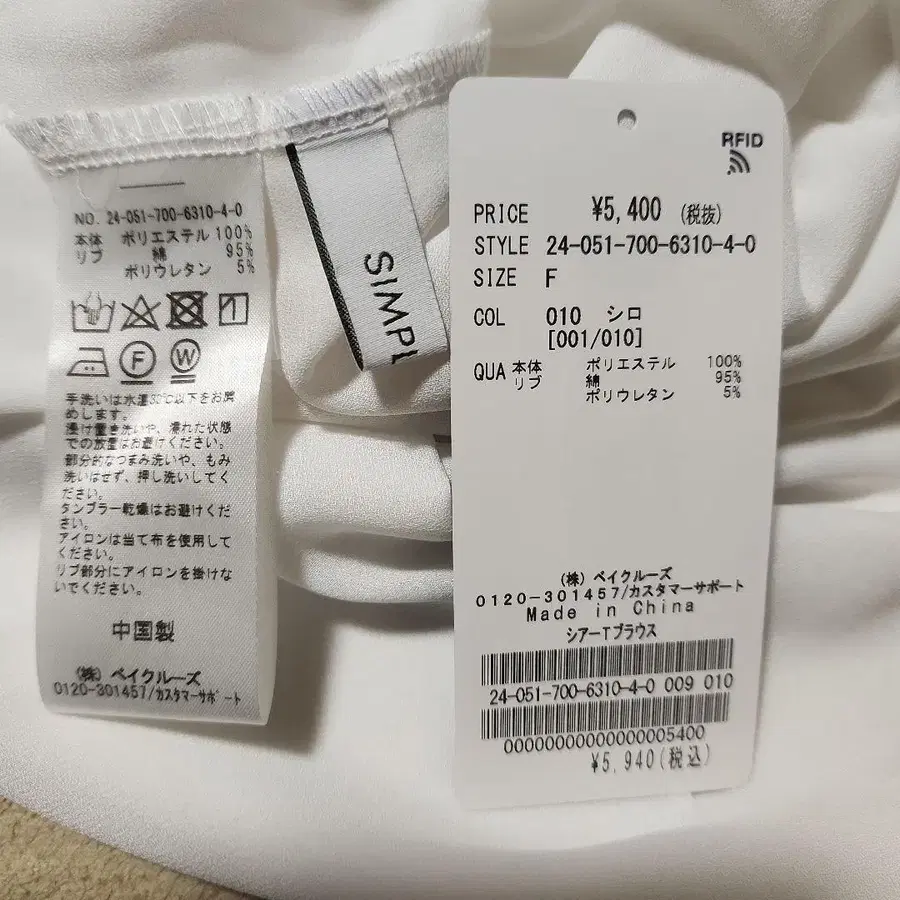 NO. 24-051-700-6310-4-0
本体 ポリエステル 100%
リブ 綿 95%
ポリウレタン 5%
F
W
手洗いは水温30℃以下をお薦
めします。
浸け置き洗いや、濡れた状態
での放置はお避けください。
部分的なつまみ洗いや、もみ
洗いはせず、押し洗いしてく
ださい。
タンブラー乾燥はお避けくだ
さい。
アイロンは当て布を使用して
ください。
リブ部分にアイロンを掛けな
いでください。
中国製
(株) ベイクルーズ
0120-301457/カスタマーサポート
SIMPL
RFID
PRICE ¥5,400 (税抜)
STYLE 24-051-700-6310-4-0
SIZE F
COL 010 シロ
[001/010]
QUA 本体 ポリエステル 100%
リブ 綿 95%
ポリウレタン 5%
(株) ベイクルーズ
0120-301457/カスタマーサポート
Made in China
シアーTブラウス
24-051-700-6310-4-0 009 010
00000000000000005400
¥5,940(税込)